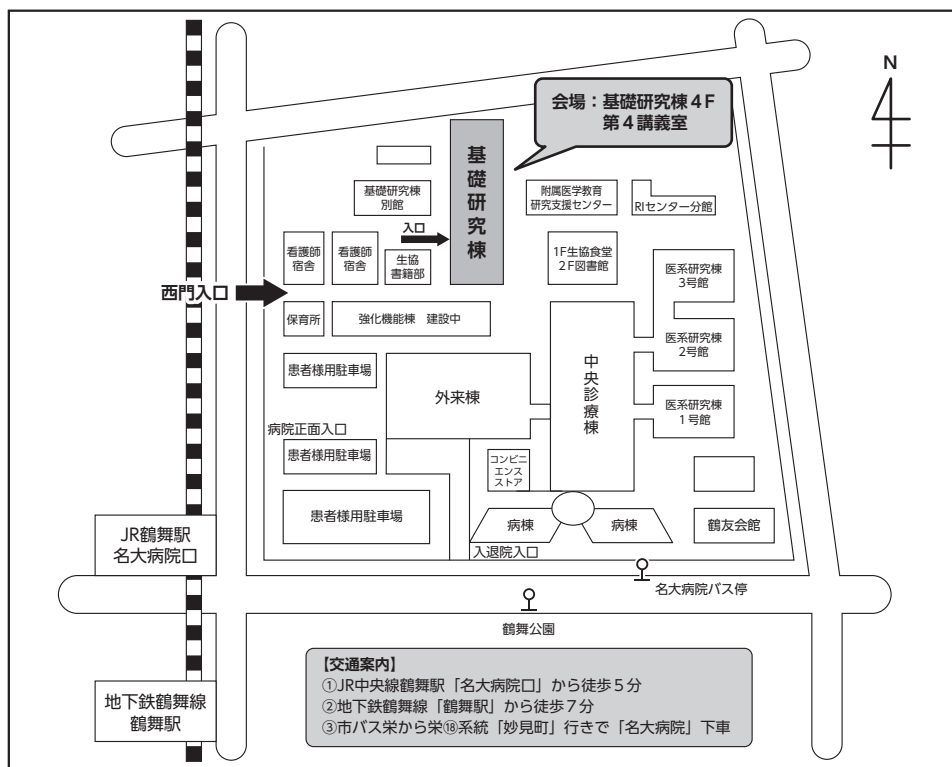 N
会場：基礎研究棟４F
第４講義室
基礎研究棟
基礎研究棟
別館
附属医学教育
研究支援センター
RIセンター分館
入口
看護師
宿舎
看護師
宿舎
生協
書籍部
1F生協食堂
２F図書館
医系研究棟
３号館
西門入口
保育所
強化機能棟　建設中
医系研究棟
２号館
患者様用駐車場
外来棟
中央診療棟
医系研究棟
１号館
病院正面入口
患者様用駐車場
コンビニ
エンス
ストア
患者様用駐車場
病棟
病棟
鶴友会館
JR鶴舞駅
名大病院口
入退院入口
名大病院バス停
鶴舞公園
地下鉄鶴舞線
鶴舞駅
【交通案内】
①JR中央線鶴舞駅「名大病院口」から徒歩５分
②地下鉄鶴舞線「鶴舞駅」から徒歩７分
③市バス栄から栄⑱系統「妙見町」行きで「名大病院」下車